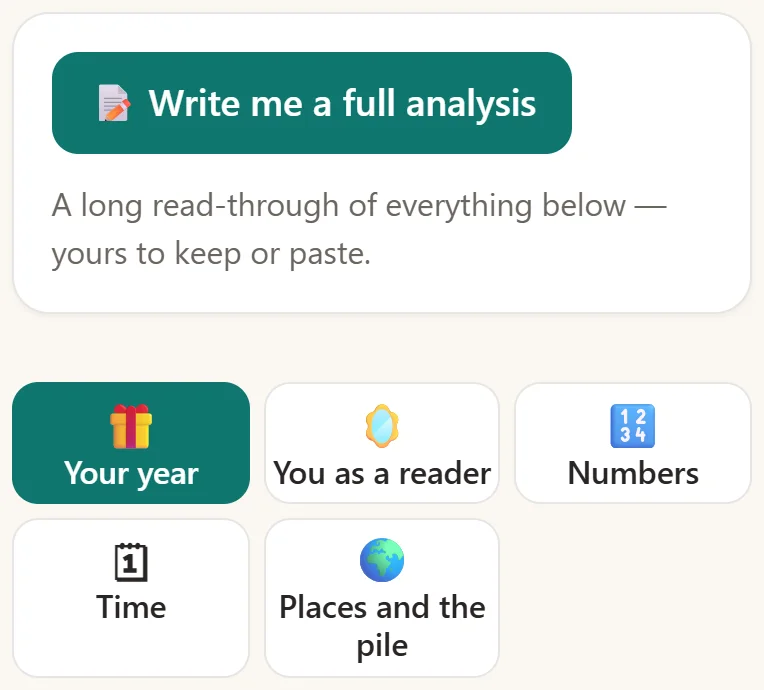 Write me a full analysis
A long read-through of everything below —
yours to keep or paste.
Your year
You as a reader
1 2
3 4
Numbers
1
Time
Places and the
pile